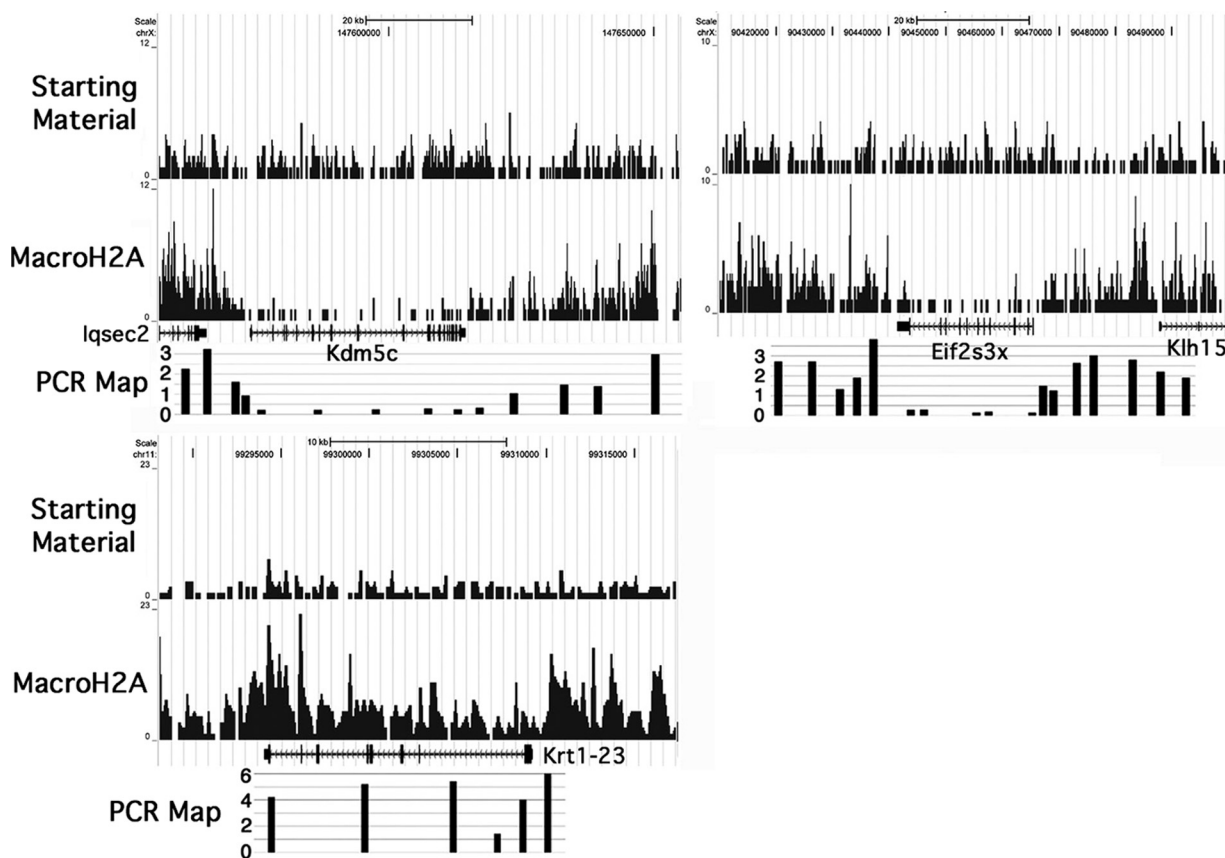 Scale
chrX:
20 kb
147600000
147650000
12
Starting
Material
0
12
MacroH2A
0
Iqsec2
Kdm5c
PCR Map
3
2
1
0
Scale
chrX:
20 kb
90420000
90430000
90440000
90450000
90460000
90470000
90480000
90490000
10
0
10
0
Eif2s3x
Klh15
3
2
1
0
Scale
chr11:
10 kb
99295000
99300000
99305000
99310000
99315000
23
Starting
Material
0
23
MacroH2A
0
Krt1-23
PCR Map
6
4
2
0